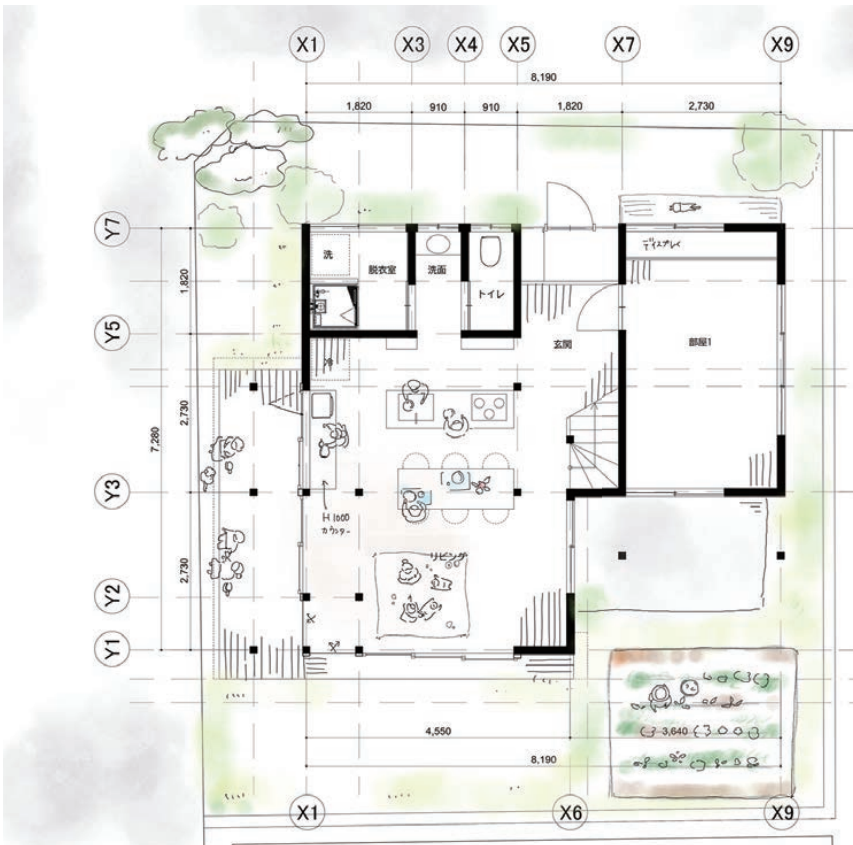 X1 X3 X4 X5 X7 X9
8,190
1,820 910 910 1,820 2,730
Y7
Y5
Y3
Y2
Y1
7,280
1,820
2,730
2,730
ディスプレイ
洗
脱衣室
洗面
トイレ
玄関
部屋1
冷
H1000
カウンター
リビング
4,550
3,640
8,190
X1 X6 X9